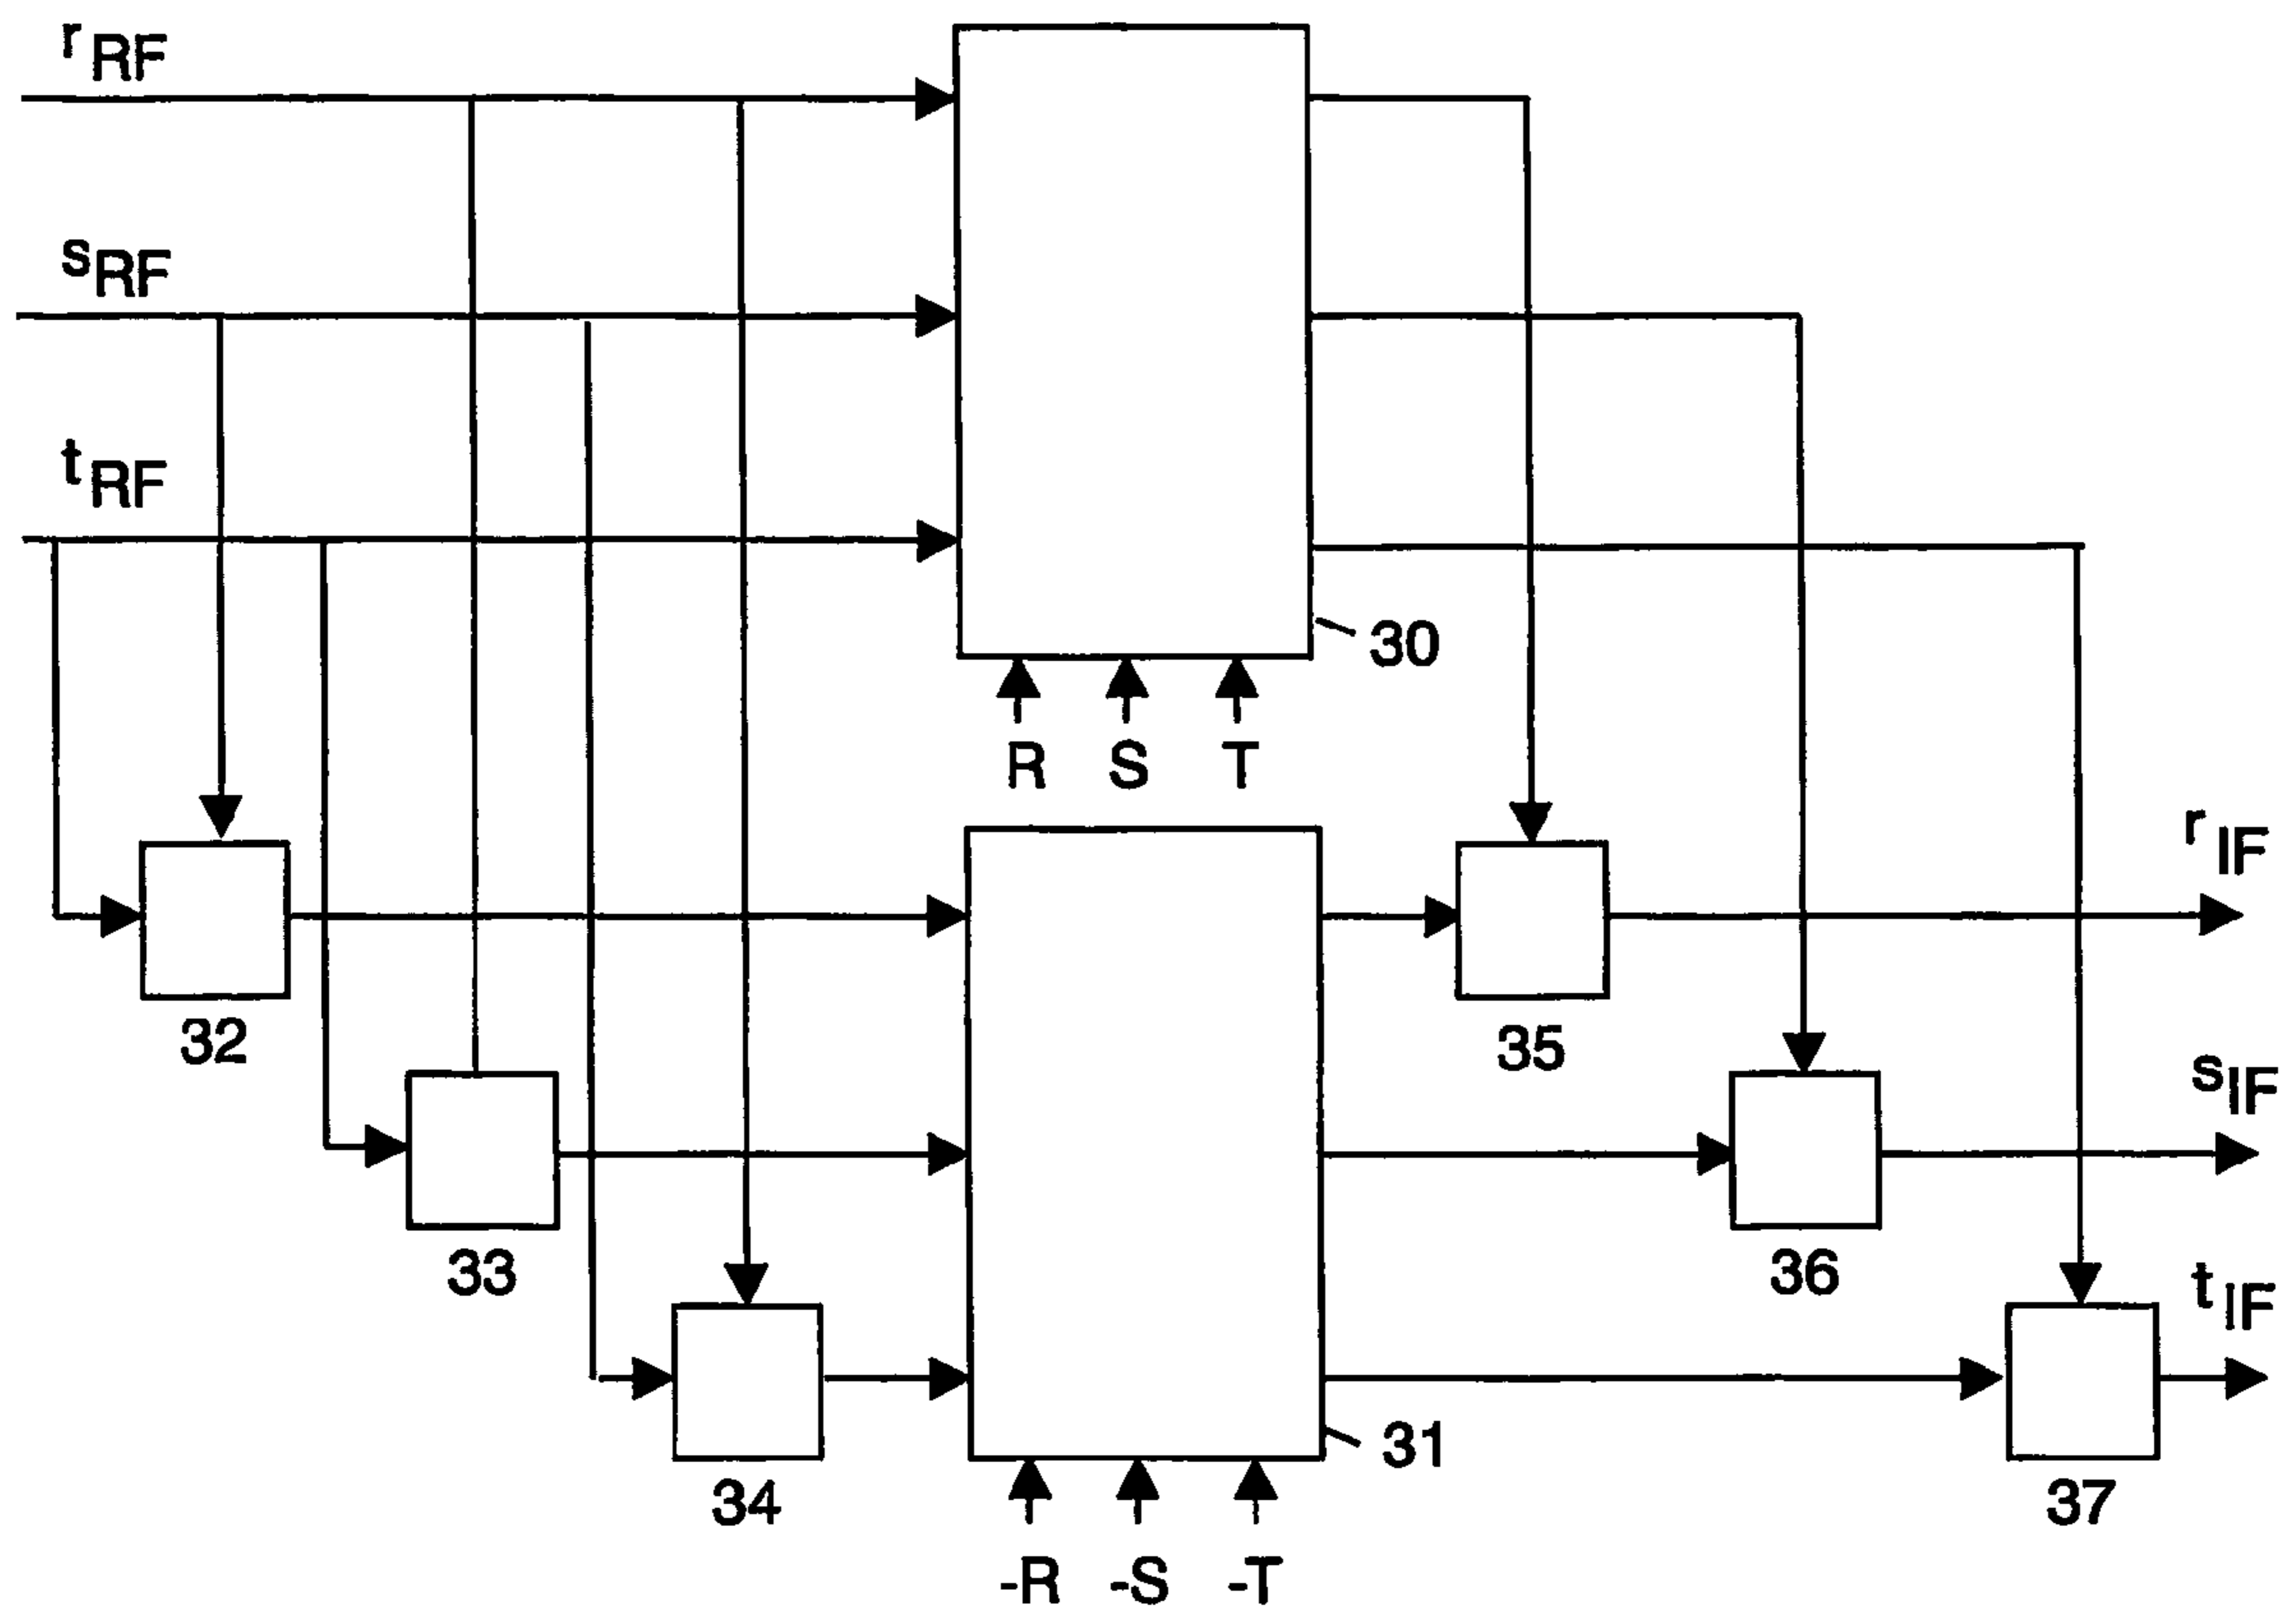 rRF
sRF
tRF
30
R S T
rIF
32
35
sIF
33
36
tIF
31
34
37
-R -S -T